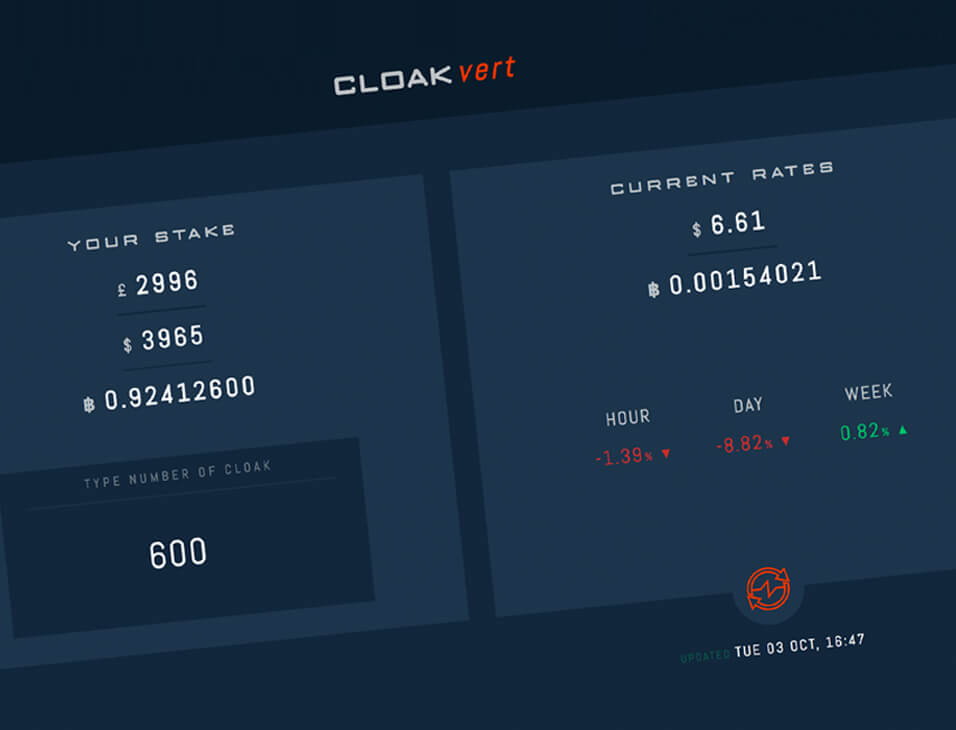 CLOAK vert
YOUR STAKE
£ 2996
$ 3965
฿ 0.92412600
TYPE NUMBER OF CLOAK
600
CURRENT RATES
$ 6.61
฿ 0.00154021
HOUR DAY WEEK
-1.39% ▼ -8.82% ▼ 0.82% ▲
UPDATED TUE 03 OCT, 16:47